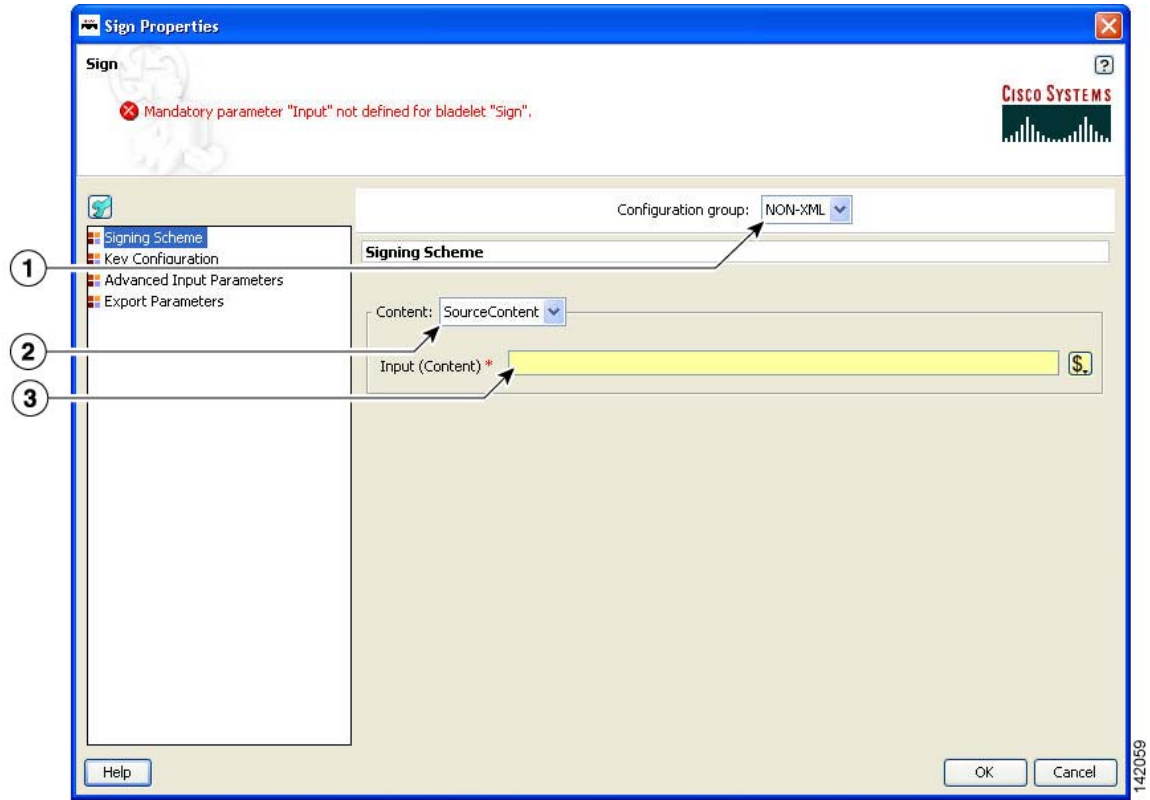 Sign Properties
Sign
?
Mandatory parameter "Input" not defined for bladelet "Sign".
CISCO SYSTEMS
Configuration group: NON-XML
Signing Scheme
Key Configuration
Advanced Input Parameters
Export Parameters
Signing Scheme
Content: SourceContent
Input (Content) *
$
1
2
3
Help
OK
Cancel
142059